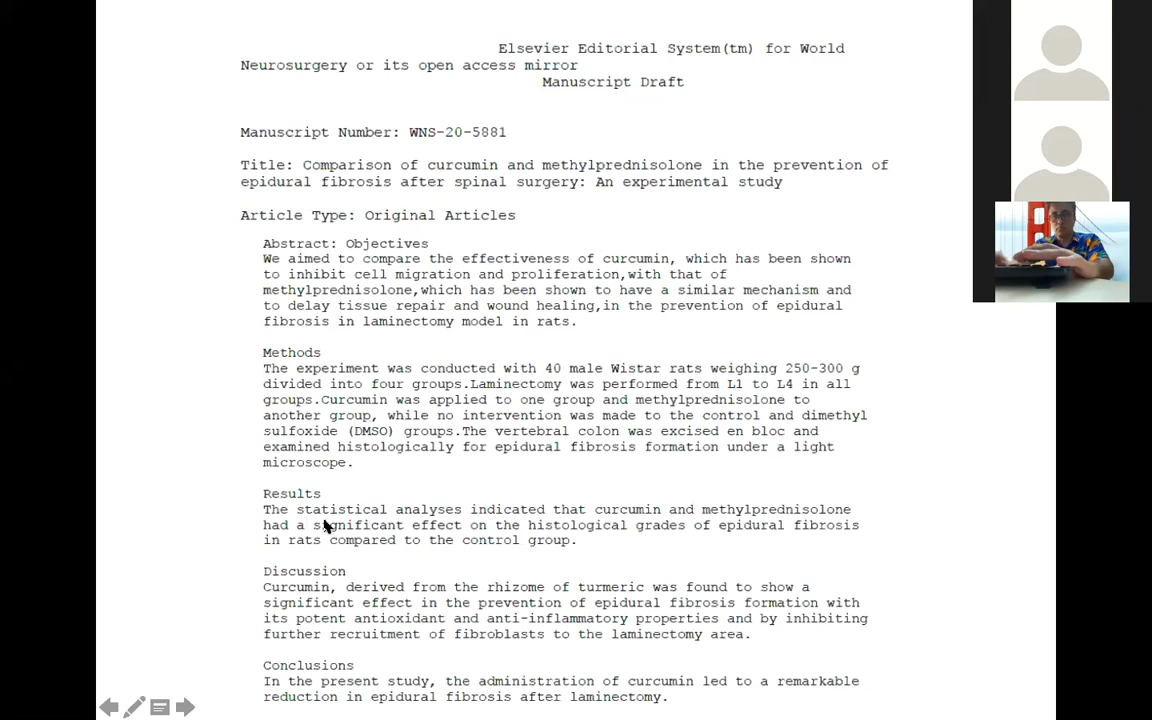 Elsevier Editorial System(tm) for World
Neurosurgery or its open access mirror
Manuscript Draft
Manuscript Number: WNS-20-5881
Title: Comparison of curcumin and methylprednisolone in the prevention of
epidural fibrosis after spinal surgery: An experimental study
Article Type: Original Articles
Abstract: Objectives
We aimed to compare the effectiveness of curcumin, which has been shown
to inhibit cell migration and proliferation,with that of
methylprednisolone,which has been shown to have a similar mechanism and
to delay tissue repair and wound healing,in the prevention of epidural
fibrosis in laminectomy model in rats.
Methods
The experiment was conducted with 40 male Wistar rats weighing 250-300 g
divided into four groups.Laminectomy was performed from L1 to L4 in all
groups.Curcumin was applied to one group and methylprednisolone to
another group, while no intervention was made to the control and dimethyl
sulfoxide (DMSO) groups.The vertebral colon was excised en bloc and
examined histologically for epidural fibrosis formation under a light
microscope.
Results
The statistical analyses indicated that curcumin and methylprednisolone
had a significant effect on the histological grades of epidural fibrosis
in rats compared to the control group.
Discussion
Curcumin, derived from the rhizome of turmeric was found to show a
significant effect in the prevention of epidural fibrosis formation with
its potent antioxidant and anti-inflammatory properties and by inhibiting
further recruitment of fibroblasts to the laminectomy area.
Conclusions
In the present study, the administration of curcumin led to a remarkable
reduction in epidural fibrosis after laminectomy.